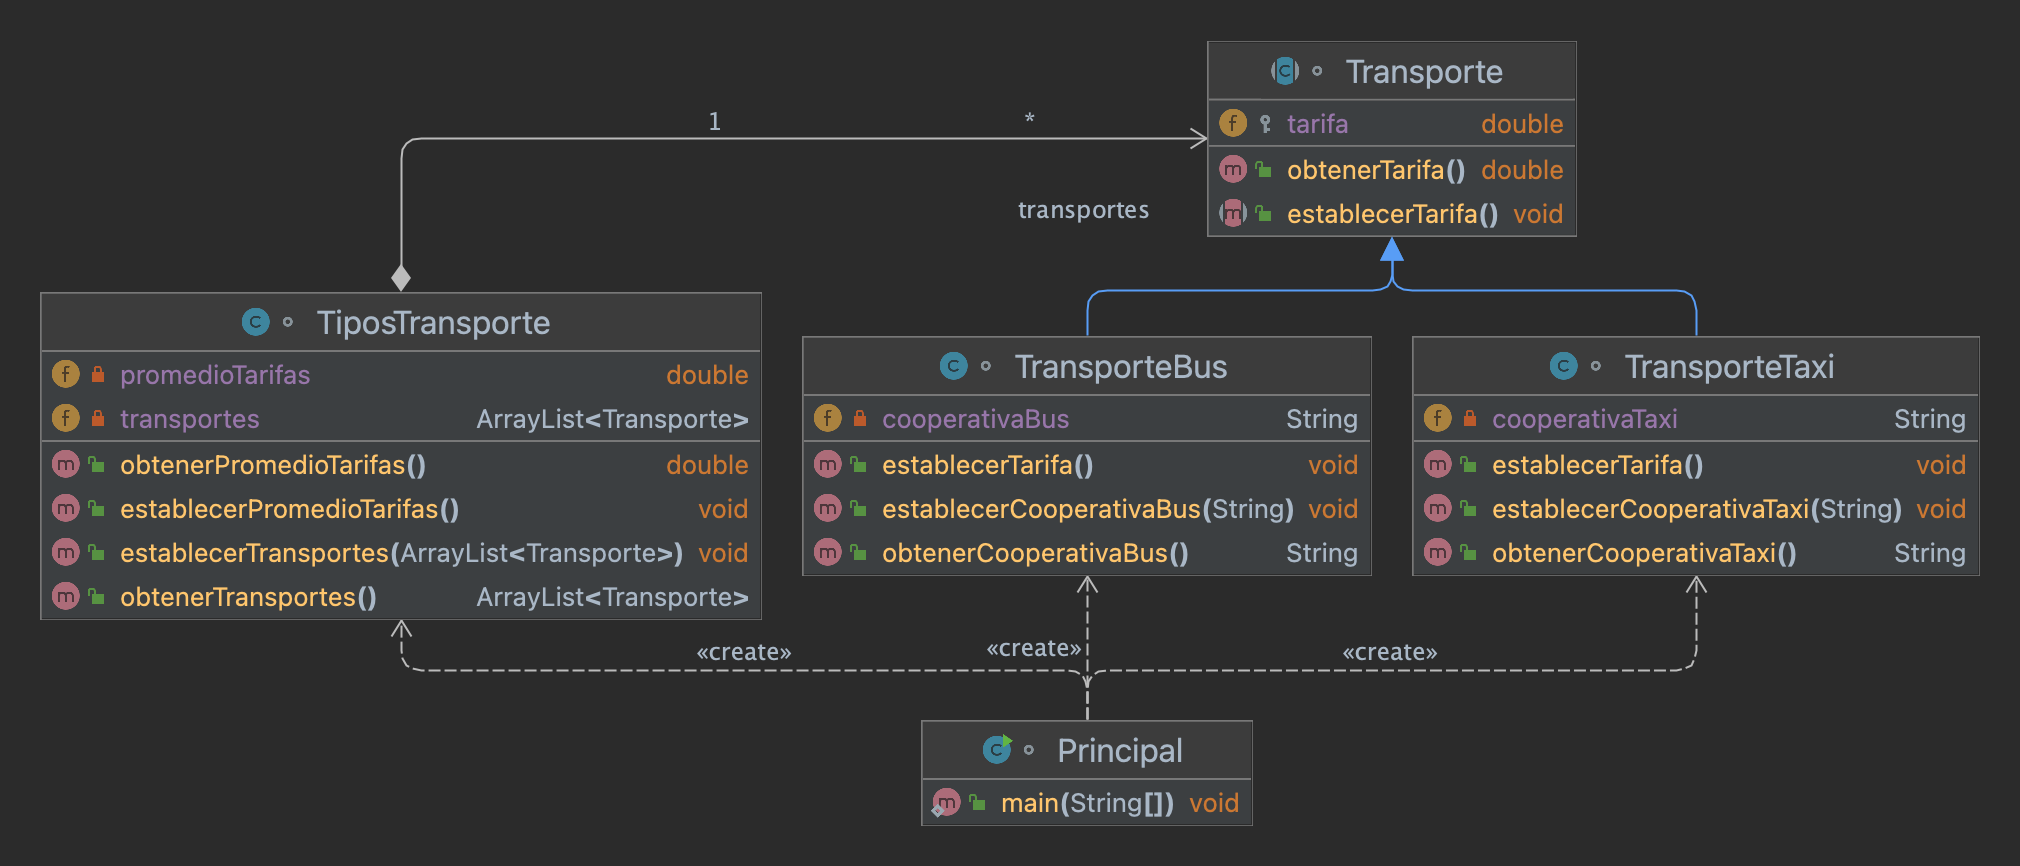 Transporte
tarifa double
obtenerTarifa() double
establecerTarifa() void
1 *
transportes
TiposTransporte
promedioTarifas double
transportes ArrayList<Transporte>
obtenerPromedioTarifas() double
establecerPromedioTarifas() void
establecerTransportes(ArrayList<Transporte>) void
obtenerTransportes() ArrayList<Transporte>
TransporteBus
cooperativaBus String
establecerTarifa() void
establecerCooperativaBus(String) void
obtenerCooperativaBus() String
TransporteTaxi
cooperativaTaxi String
establecerTarifa() void
establecerCooperativaTaxi(String) void
obtenerCooperativaTaxi() String
«create» «create» «create»
Principal
main(String[]) void